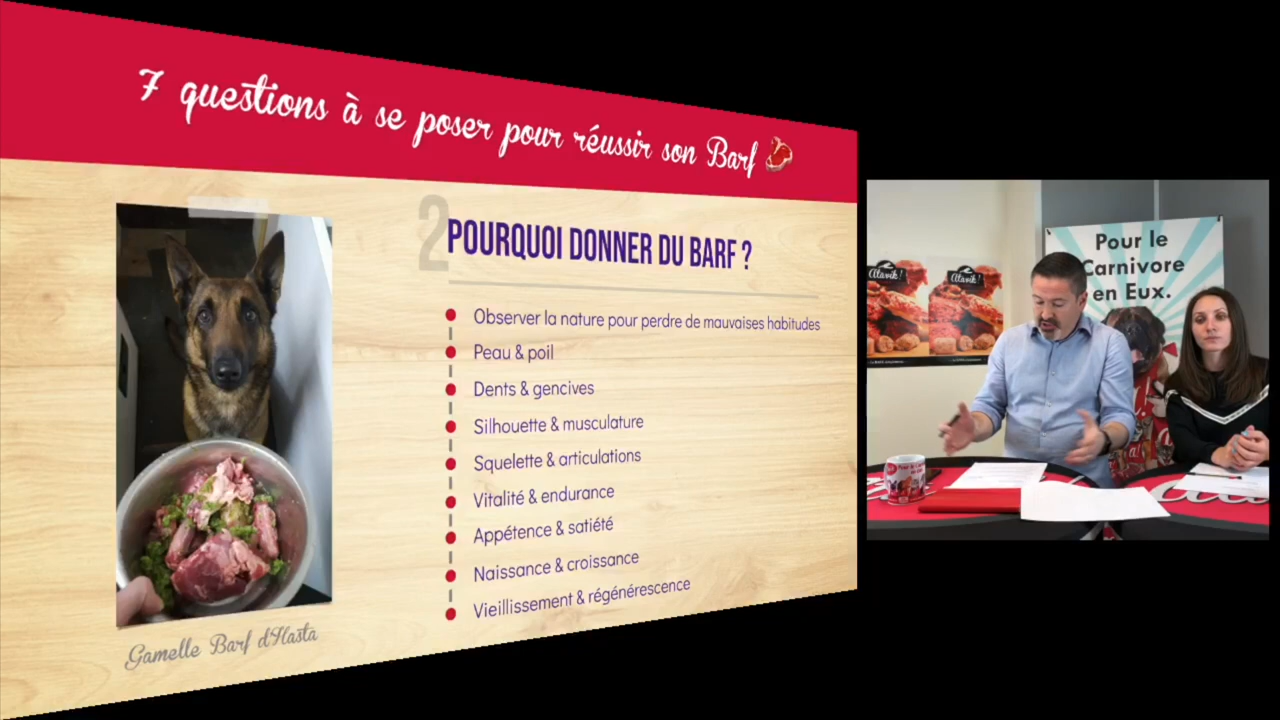 7 questions à se poser pour réussir son Barf
2
POURQUOI DONNER DU BARF ?
Observer la nature pour perdre de mauvaises habitudes
Peau & poil
Dents & gencives
Silhouette & musculature
Squelette & articulations
Vitalité & endurance
Appétence & satiété
Naissance & croissance
Vieillissement & régénérescence
Gamelle Barf d'Hasta
Atavik!
Atavik!
Pour le
Carnivore
en Eux.